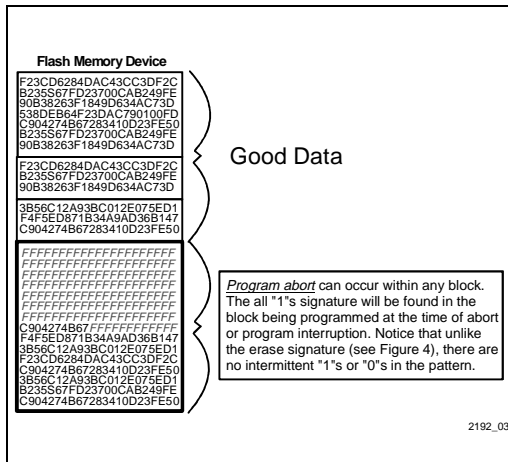 Flash Memory Device
F23CD6284DAC43CC3DF2C
B235S67FD23700CAB249FE
90B38263F1849D634AC73D
538DEB64F23DAC790100FD
C904274B67283410D23FE50
B235S67FD23700CAB249FE
90B38263F1849D634AC73D
F23CD6284DAC43CC3DF2C
B235S67FD23700CAB249FE
90B38263F1849D634AC73D
3B56C12A93BC012E075ED1
F4F5ED871B34A9AD36B147
C904274B67283410D23FE50
Good Data
FFFFFFFFFFFFFFFFFFFFFF
FFFFFFFFFFFFFFFFFFFFFF
FFFFFFFFFFFFFFFFFFFFFF
FFFFFFFFFFFFFFFFFFFFFF
FFFFFFFFFFFFFFFFFFFFFF
FFFFFFFFFFFFFFFFFFFFFF
C904274B67FFFFFFFFFFFF
F4F5ED871B34A9AD36B147
3B56C12A93BC012E075ED1
F23CD6284DAC43CC3DF2C
C904274B67283410D23FE50
3B56C12A93BC012E075ED1
B235S67FD23700CAB249FE
C904274B67283410D23FE50
Program abort can occur within any block.
The all "1"s signature will be found in the
block being programmed at the time of abort
or program interruption. Notice that unlike
the erase signature (see Figure 4), there are
no intermittent "1"s or "0"s in the pattern.
2192_03